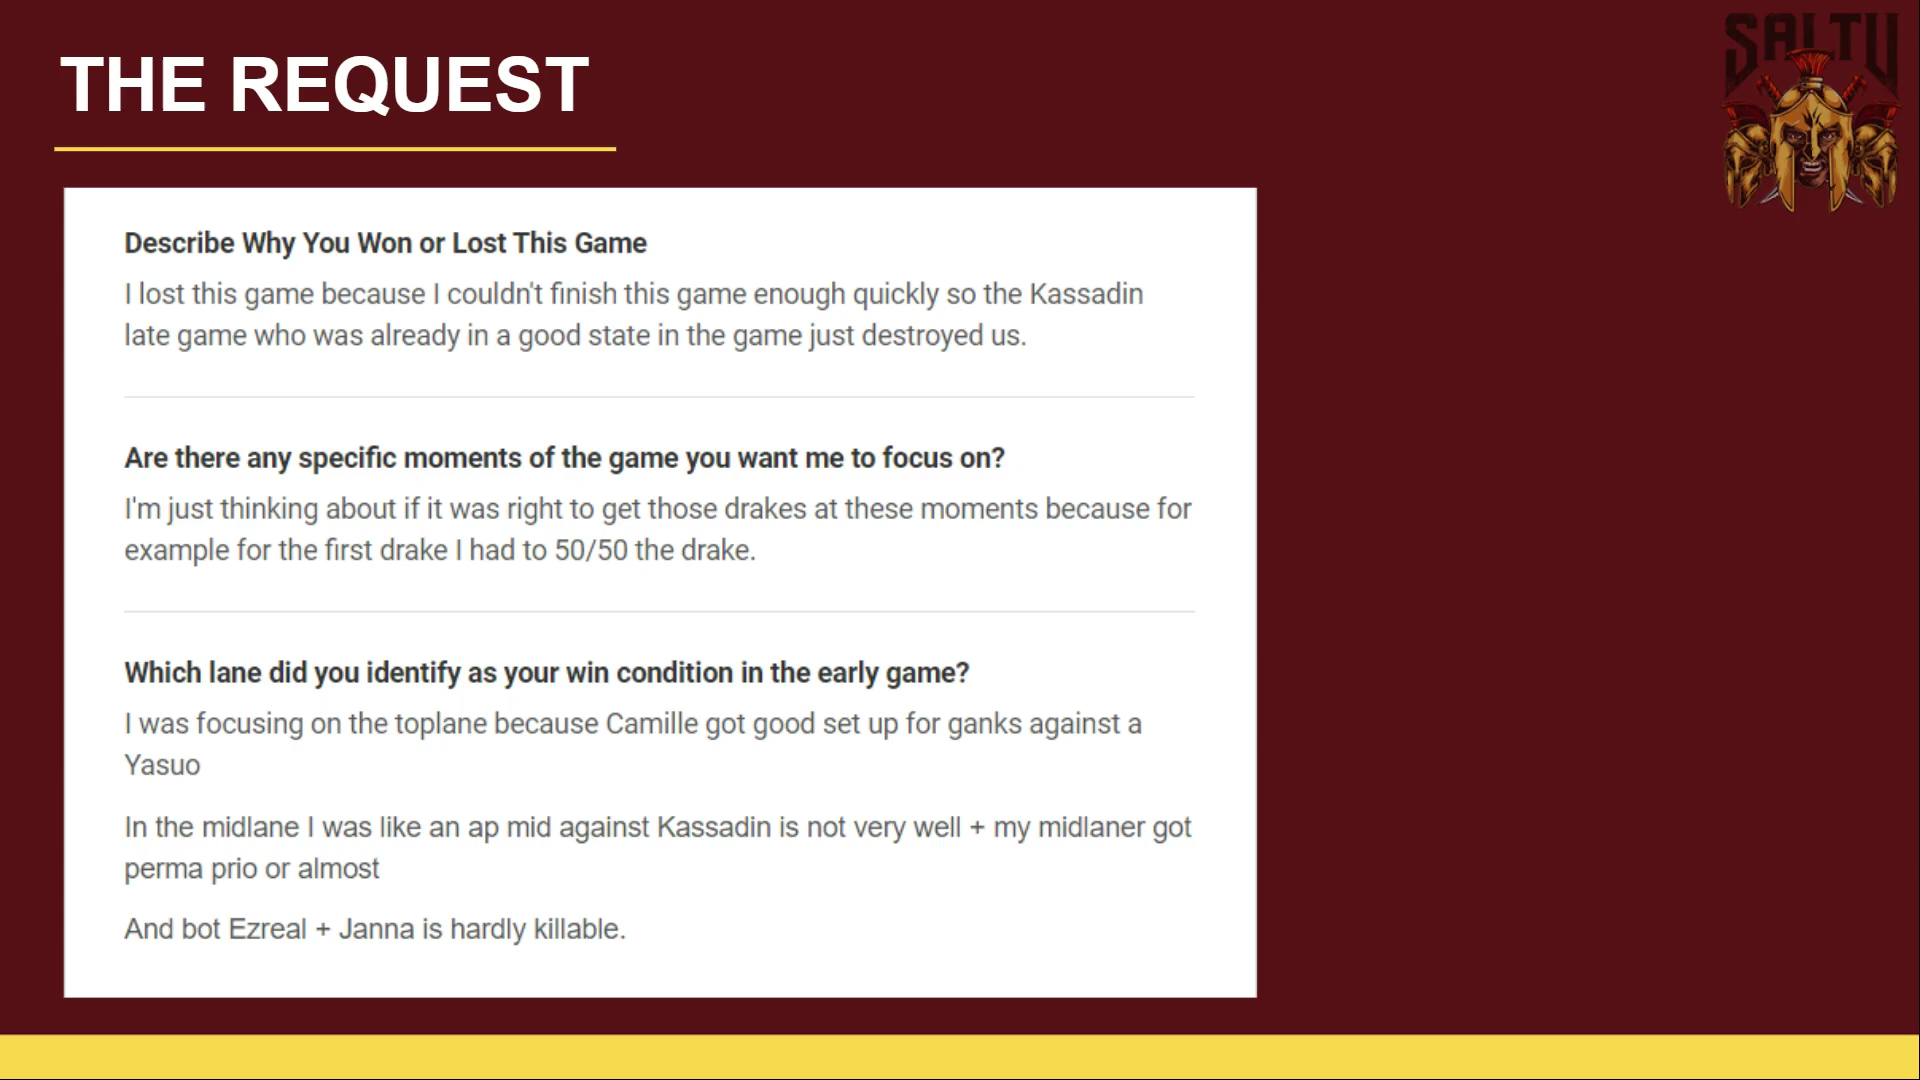 SALTU
THE REQUEST
Describe Why You Won or Lost This Game
I lost this game because I couldn't finish this game enough quickly so the Kassadin
late game who was already in a good state in the game just destroyed us.
Are there any specific moments of the game you want me to focus on?
I'm just thinking about if it was right to get those drakes at these moments because for
example for the first drake I had to 50/50 the drake.
Which lane did you identify as your win condition in the early game?
I was focusing on the toplane because Camille got good set up for ganks against a
Yasuo
In the midlane I was like an ap mid against Kassadin is not very well + my midlaner got
perma prio or almost
And bot Ezreal + Janna is hardly killable.